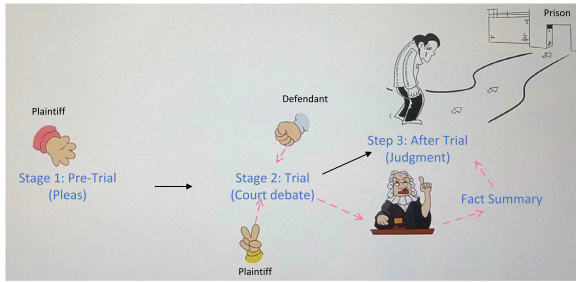 Prison
Plaintiff
Defendant
Stage 1: Pre-Trial
(Pleas)
Stage 2: Trial
(Court debate)
Step 3: After Trial
(Judgment)
Fact Summary
Plaintiff